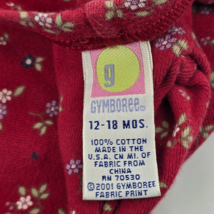 g
GYMBOREE
12-18 MOS.
100% COTTON
MADE IN THE
U.S.A. CN MI. OF
FABRIC FROM
CHINA
RN 70530
©2001 GYMBOREE
FABRIC PRINT